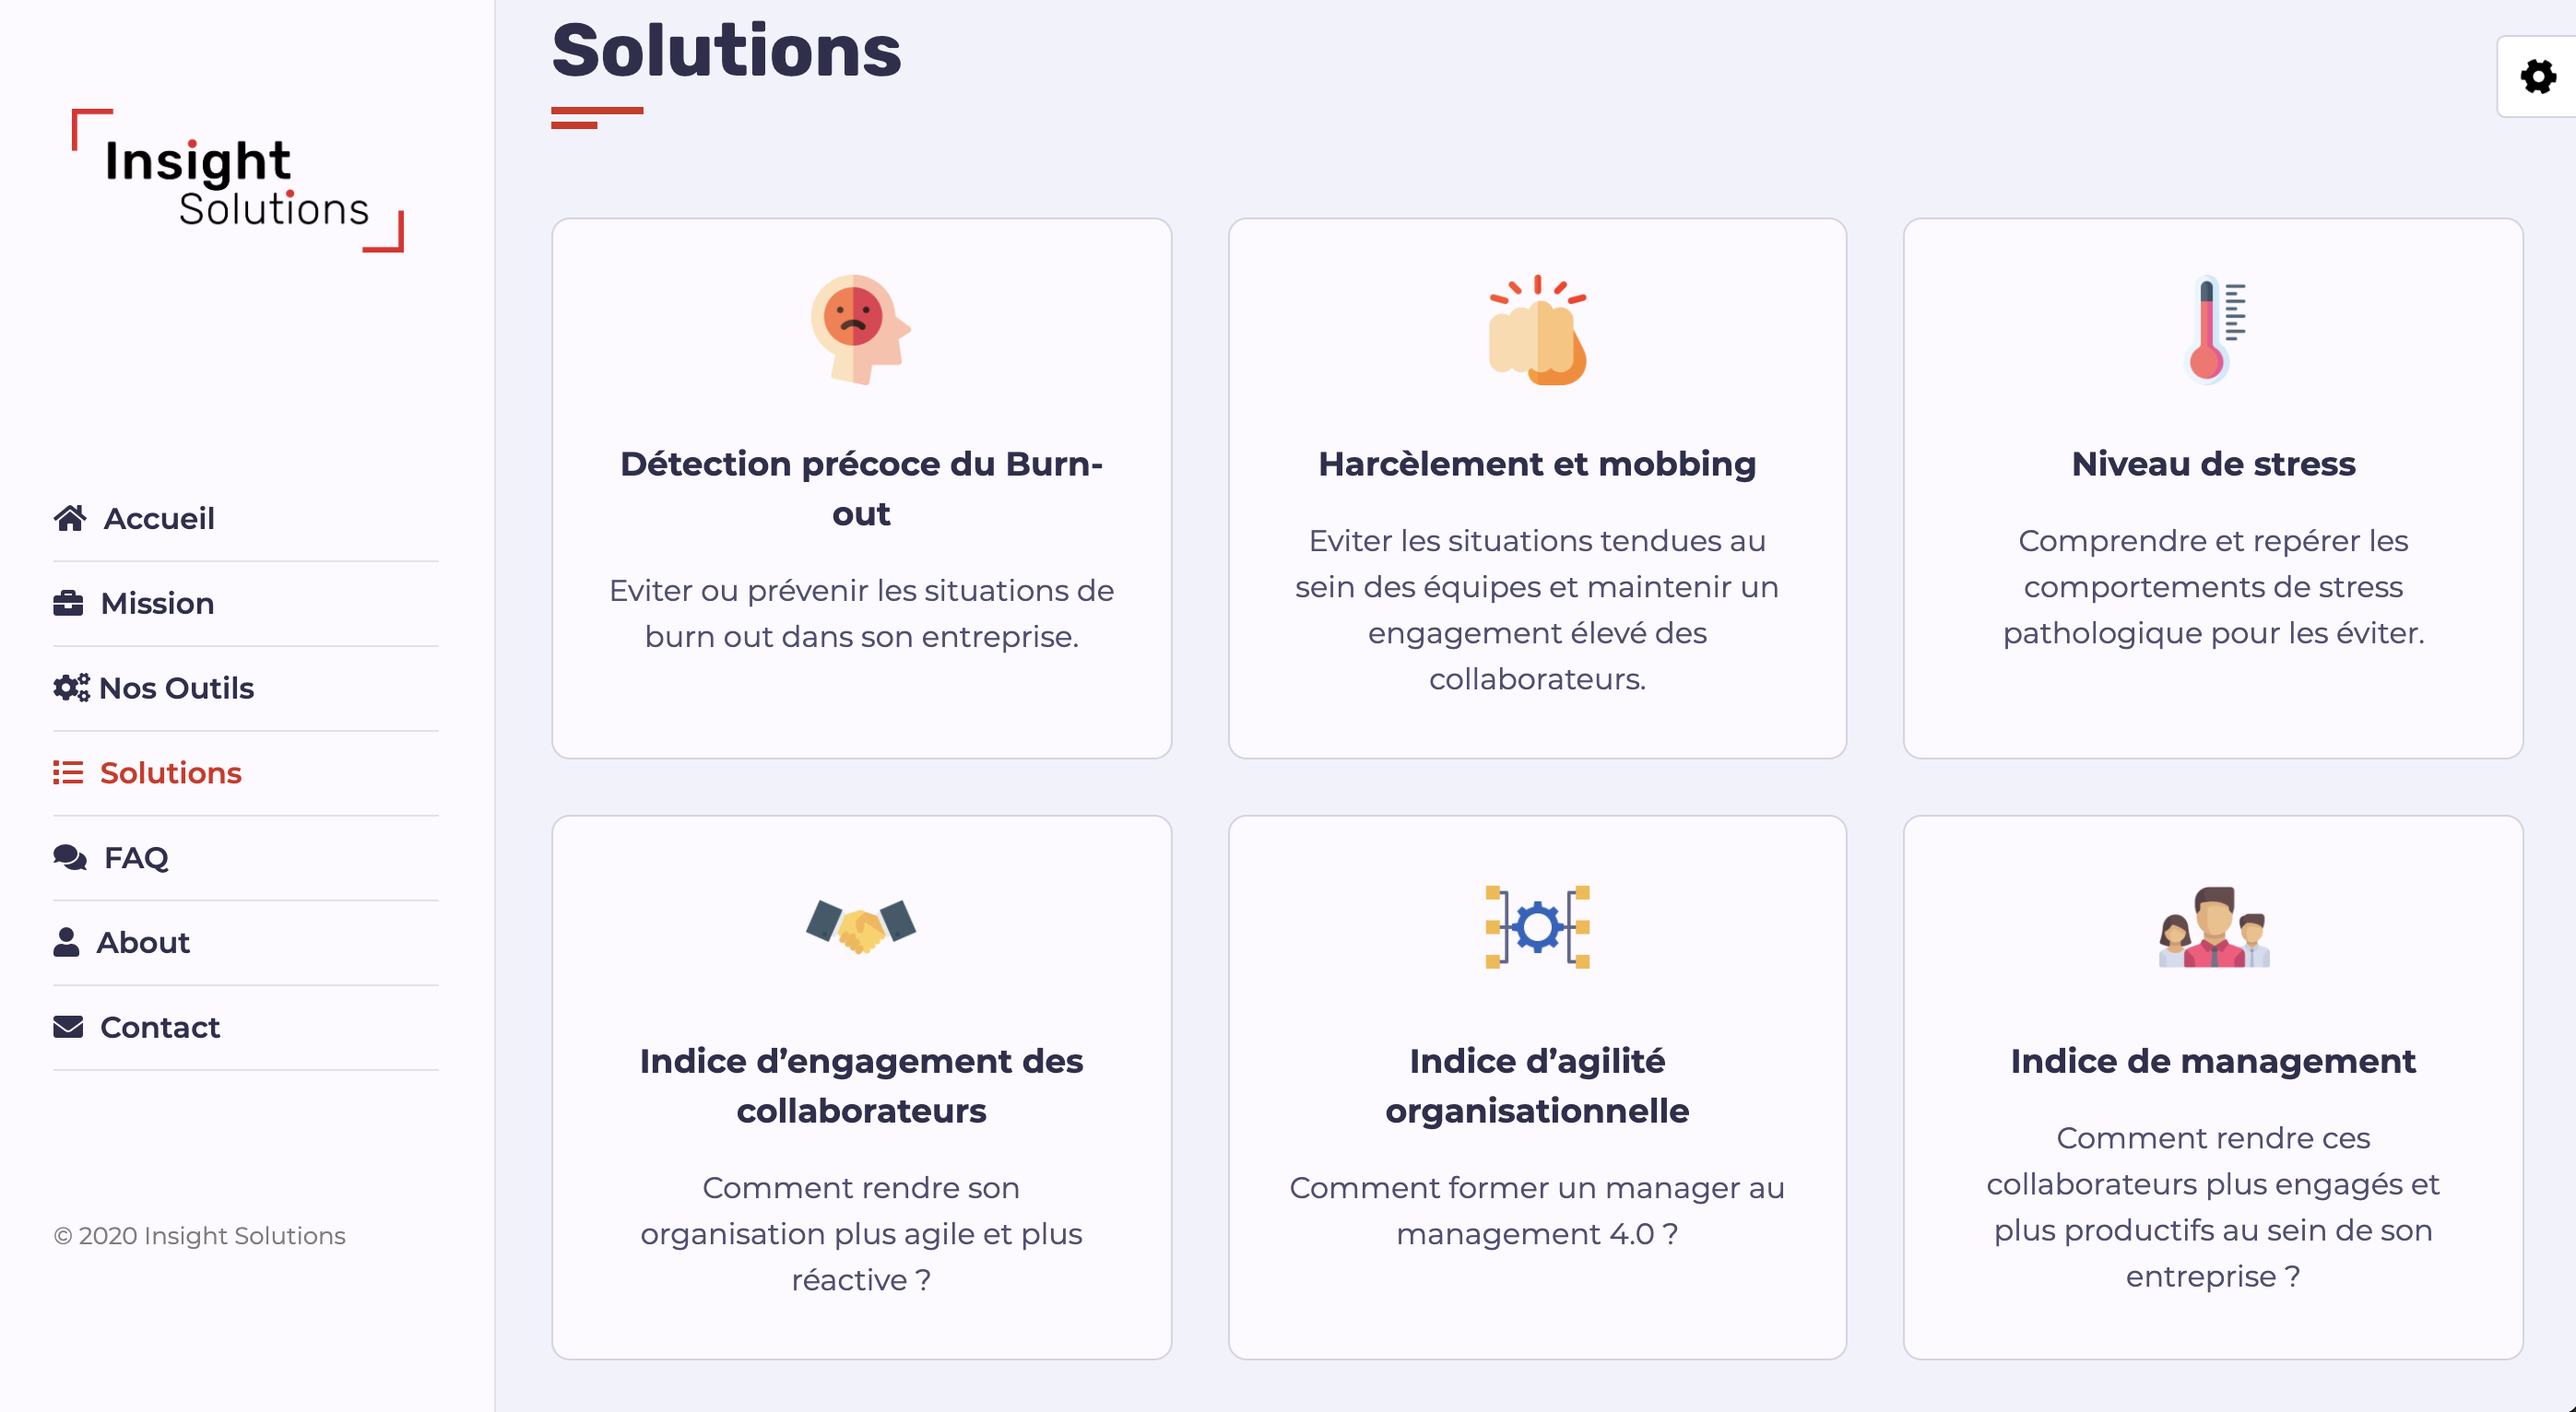 Insight
Solutions
Accueil
Mission
Nos Outils
Solutions
FAQ
About
Contact
© 2020 Insight Solutions
Solutions
Détection précoce du Burn-
out
Eviter ou prévenir les situations de
burn out dans son entreprise.
Harcèlement et mobbing
Eviter les situations tendues au
sein des équipes et maintenir un
engagement élevé des
collaborateurs.
Niveau de stress
Comprendre et repérer les
comportements de stress
pathologique pour les éviter.
Indice d’engagement des
collaborateurs
Comment rendre son
organisation plus agile et plus
réactive ?
Indice d’agilité
organisationnelle
Comment former un manager au
management 4.0 ?
Indice de management
Comment rendre ces
collaborateurs plus engagés et
plus productifs au sein de son
entreprise ?